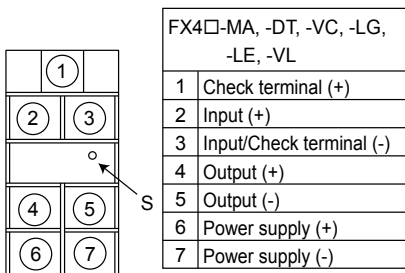 FX4□-MA, -DT, -VC, -LG,
-LE, -VL
1 Check terminal (+)
2 Input (+)
3 Input/Check terminal (-)
4 Output (+)
5 Output (-)
6 Power supply (+)
7 Power supply (-)
1
2 3
S
4 5
6 7